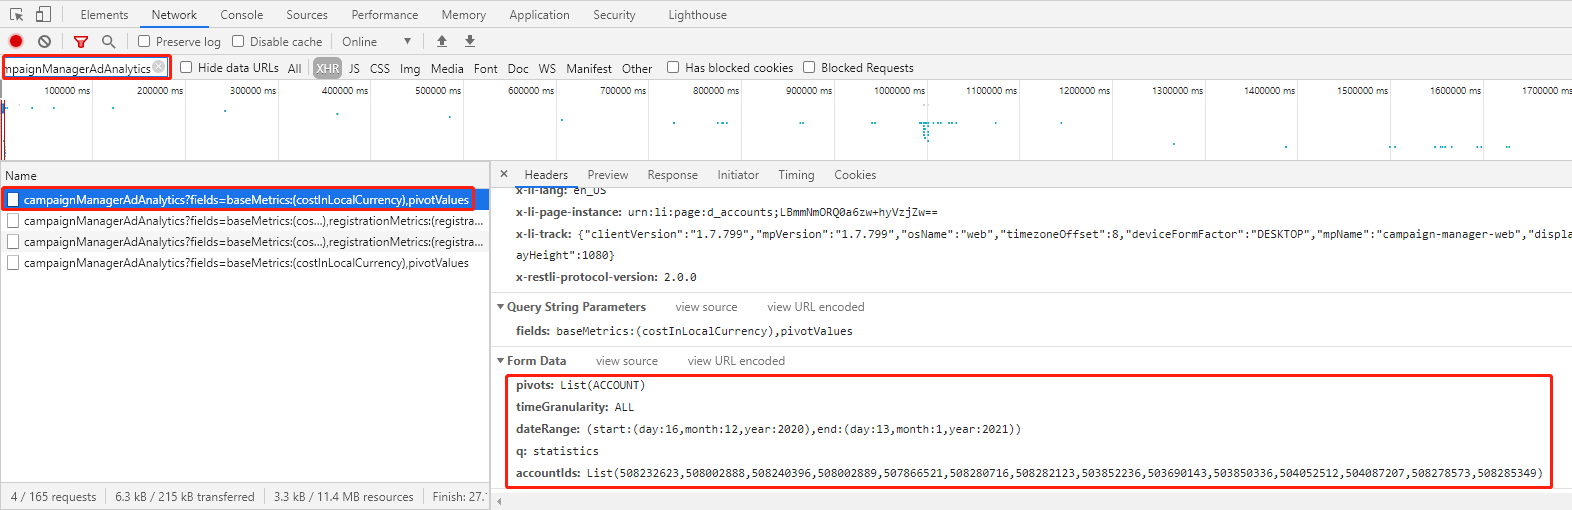 Elements Network Console Sources Performance Memory Application Security Lighthouse
Preserve log Disable cache Online
mpaignManagerAdAnalytics Hide data URLs All XHR JS CSS Img Media Font Doc WS Manifest Other Has blocked cookies Blocked Requests
100000 ms 200000 ms 300000 ms 400000 ms 500000 ms 600000 ms 700000 ms 800000 ms 900000 ms 1000000 ms 1100000 ms 1200000 ms 1300000 ms 1400000 ms 1500000 ms 1600000 ms 1700000 ms
Name
campaignManagerAdAnalytics?fields=baseMetrics:(costInLocalCurrency),pivotValues
campaignManagerAdAnalytics?fields=baseMetrics:(cos...),registrationMetrics:(registra...
campaignManagerAdAnalytics?fields=baseMetrics:(cos...),registrationMetrics:(registra...
campaignManagerAdAnalytics?fields=baseMetrics:(costInLocalCurrency),pivotValues
4 / 165 requests 6.3 kB / 215 kB transferred 3.3 kB / 11.4 MB resources Finish: 27.
Headers Preview Response Initiator Timing Cookies
x-li-lang: en_US
x-li-page-instance: urn:li:page:d_accounts;LBmmNmORQ0a6zw+hyVzjZw==
x-li-track: {"clientVersion":"1.7.799","mpVersion":"1.7.799","osName":"web","timezoneOffset":8,"deviceFormFactor":"DESKTOP","mpName":"campaign-manager-web","displa
ayHeight":1080}
x-restli-protocol-version: 2.0.0
Query String Parameters view source view URL encoded
fields: baseMetrics:(costInLocalCurrency),pivotValues
Form Data view source view URL encoded
pivots: List(ACCOUNT)
timeGranularity: ALL
dateRange: (start:(day:16,month:12,year:2020),end:(day:13,month:1,year:2021))
q: statistics
accountIds: List(508232623,508002888,508240396,508002889,507866521,508280716,508282123,503852236,503690143,503850336,504052512,504087207,508278573,508285349)